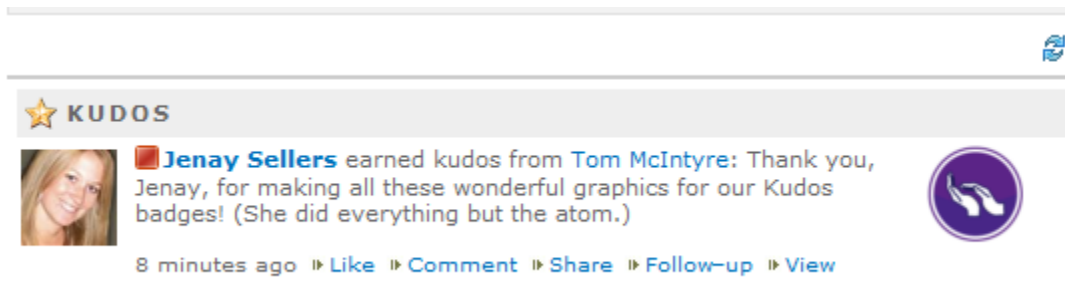 KUDOS
Jenay Sellers earned kudos from Tom McIntyre: Thank you,
Jenay, for making all these wonderful graphics for our Kudos
badges! (She did everything but the atom.)
8 minutes ago Like Comment Share Follow-up View